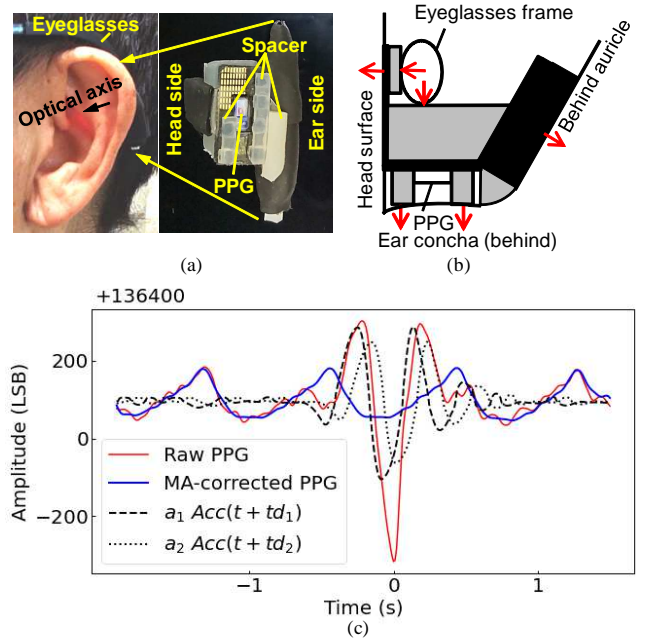 Eyeglasses
Optical axis
Head side
Spacer
Ear side
PPG
(a)
Eyeglasses frame
Head surface
Behind auricle
PPG
Ear concha (behind)
(b)
+136400
Amplitude (LSB)
200
0
−200
Raw PPG
MA-corrected PPG
a₁ Acc(t + td₁)
a₂ Acc(t + td₂)
−1 0 1
Time (s)
(c)